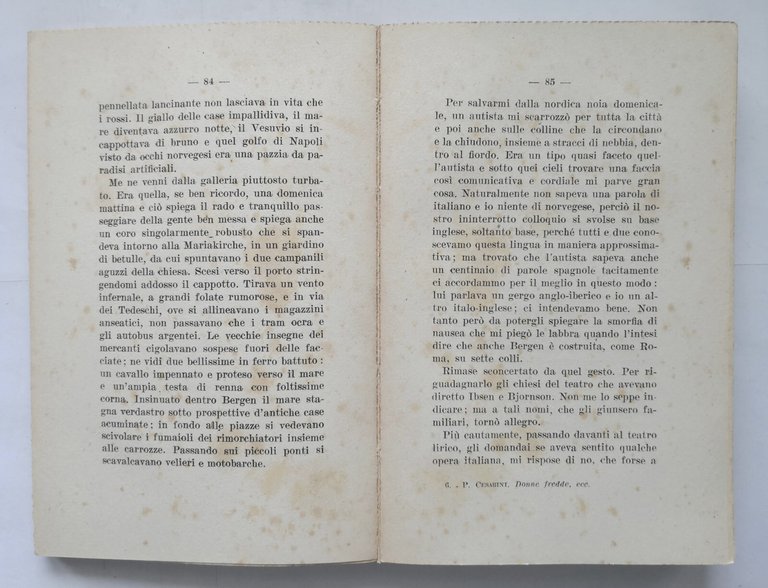 — 84 —
pennellata lancinante non lasciava in vita che
i rossi. Il giallo delle case impallidiva, il ma-
re diventava azzurro notte, il Vesuvio si in-
cappottava di bruno e quel golfo di Napoli
visto da occhi norvegesi era una pazzia da pa-
radisi artificiali.
Me ne venni dalla galleria piuttosto turba-
to. Era quella, se ben ricordo, una domenica
mattina e ciò spiega il rado e tranquillo pas-
seggiare della gente ben messa e spiega anche
un coro singolarmente robusto che si span-
deva intorno alla Mariakirche, in un giardino
di betulle, da cui spuntavano i due campanili
aguzzi della chiesa. Scesi verso il porto strin-
gendomi addosso il cappotto. Tirava un vento
infernale, a grandi folate rumorose, e in via
dei Tedeschi, ove si allineavano i magazzini
anseatici, non passavano che i tram ocra e
gli autobus argentei. Le vecchie insegne dei
mercanti cigolavano sospese fuori delle fac-
ciate; ne vidi due bellissime in ferro battuto :
un cavallo impennato e proteso verso il mare
e un'ampia testa di renna con foltissime
corna. Insinuato dentro Bergen il mare sta-
gna verdastro sotto prospettive d'antiche case
acuminate; in fondo alle piazze si vedevano
scivolare i fumaioli dei rimorchiatori insieme
alle carrozze. Passando sui piccoli ponti si
scavalcavano velieri e motobarche.
— 85 —
Per salvarmi dalla nordica noia domenica-
le, un autista mi scarrozzò per tutta la città
e poi anche sulle colline che la circondano
e la chiudono, insieme a stracci di nebbia, den-
tro al fiordo. Era un tipo quasi faceto quel-
l'autista e sotto quei cieli trovare una faccia
così comunicativa e cordiale mi parve gran
cosa. Naturalmente non sapeva una parola di
italiano e io niente di norvegese, perciò il no-
stro ininterrotto colloquio si svolse su base
inglese, soltanto base, perché tutti e due cono-
scevamo questa lingua in maniera approssima-
tiva; ma trovato che l'autista sapeva anche
un centinaio di parole spagnole tacitamente
ci accordammo per il meglio in questo modo :
lui parlava un gergo anglo-iberico e io un al-
tro italo-inglese; ci intendevamo bene. Non
tanto però da potergli spiegare la smorfia di
nausea che mi piegò le labbra quando l'intesi
dire che anche Bergen è costruita, come Ro-
ma, su sette colli.
Rimase sconcertato da quel gesto. Per ri-
guadagnarlo gli chiesi del teatro che avevano
diretto Ibsen e Bjornson. Non me lo seppe in-
dicare; ma a tali nomi, che gli giunsero fa-
miliari, tornò allegro.
Più cautamente, passando davanti al teatro
lirico, gli domandai se aveva sentito qualche
opera italiana, mi rispose di no, che forse a
6. - P. Cesarini. Donne fredde, ecc.